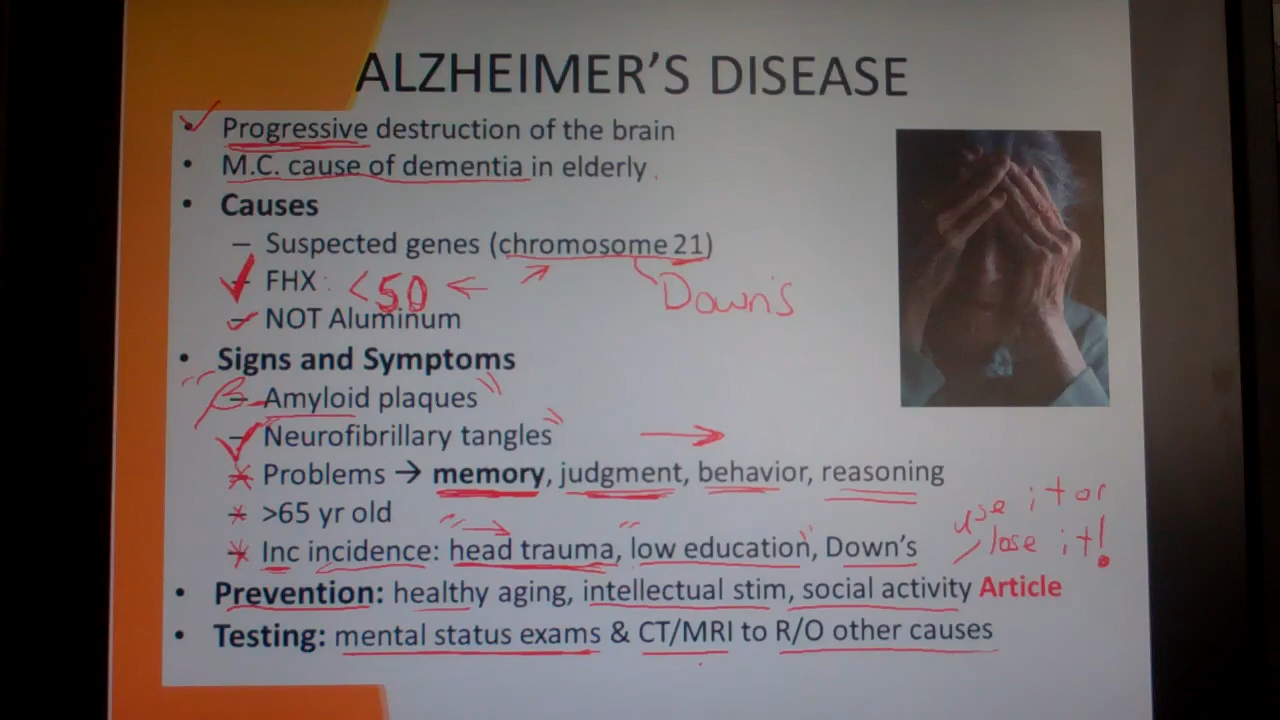 ALZHEIMER'S DISEASE
• Progressive destruction of the brain
• M.C. cause of dementia in elderly
• Causes
– Suspected genes (chromosome 21)
– FHX : <50 ←
Down's
– NOT Aluminum
• Signs and Symptoms
β – Amyloid plaques
– Neurofibrillary tangles
– Problems → memory, judgment, behavior, reasoning
– >65 yr old
use it or
lose it!
– Inc incidence: head trauma, low education, Down's
• Prevention: healthy aging, intellectual stim, social activity Article
• Testing: mental status exams & CT/MRI to R/O other causes